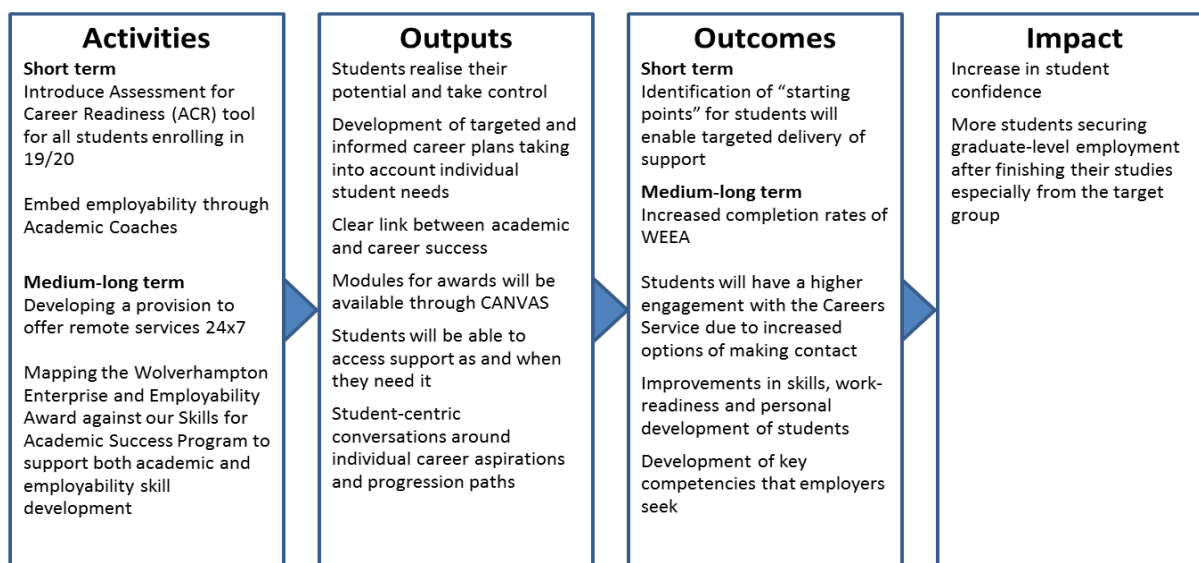 Activities
Short term
Introduce Assessment for
Career Readiness (ACR) tool
for all students enrolling in
19/20
Embed employability through
Academic Coaches
Medium-long term
Developing a provision to
offer remote services 24x7
Mapping the Wolverhampton
Enterprise and Employability
Award against our Skills for
Academic Success Program to
support both academic and
employability skill
development
Outputs
Students realise their
potential and take control
Development of targeted and
informed career plans taking
into account individual
student needs
Clear link between academic
and career success
Modules for awards will be
available through CANVAS
Students will be able to
access support as and when
they need it
Student-centric
conversations around
individual career aspirations
and progression paths
Outcomes
Short term
Identification of “starting
points” for students will
enable targeted delivery of
support
Medium-long term
Increased completion rates of
WEEA
Students will have a higher
engagement with the Careers
Service due to increased
options of making contact
Improvements in skills, work-
readiness and personal
development of students
Development of key
competencies that employers
seek
Impact
Increase in student
confidence
More students securing
graduate-level employment
after finishing their studies
especially from the target
group